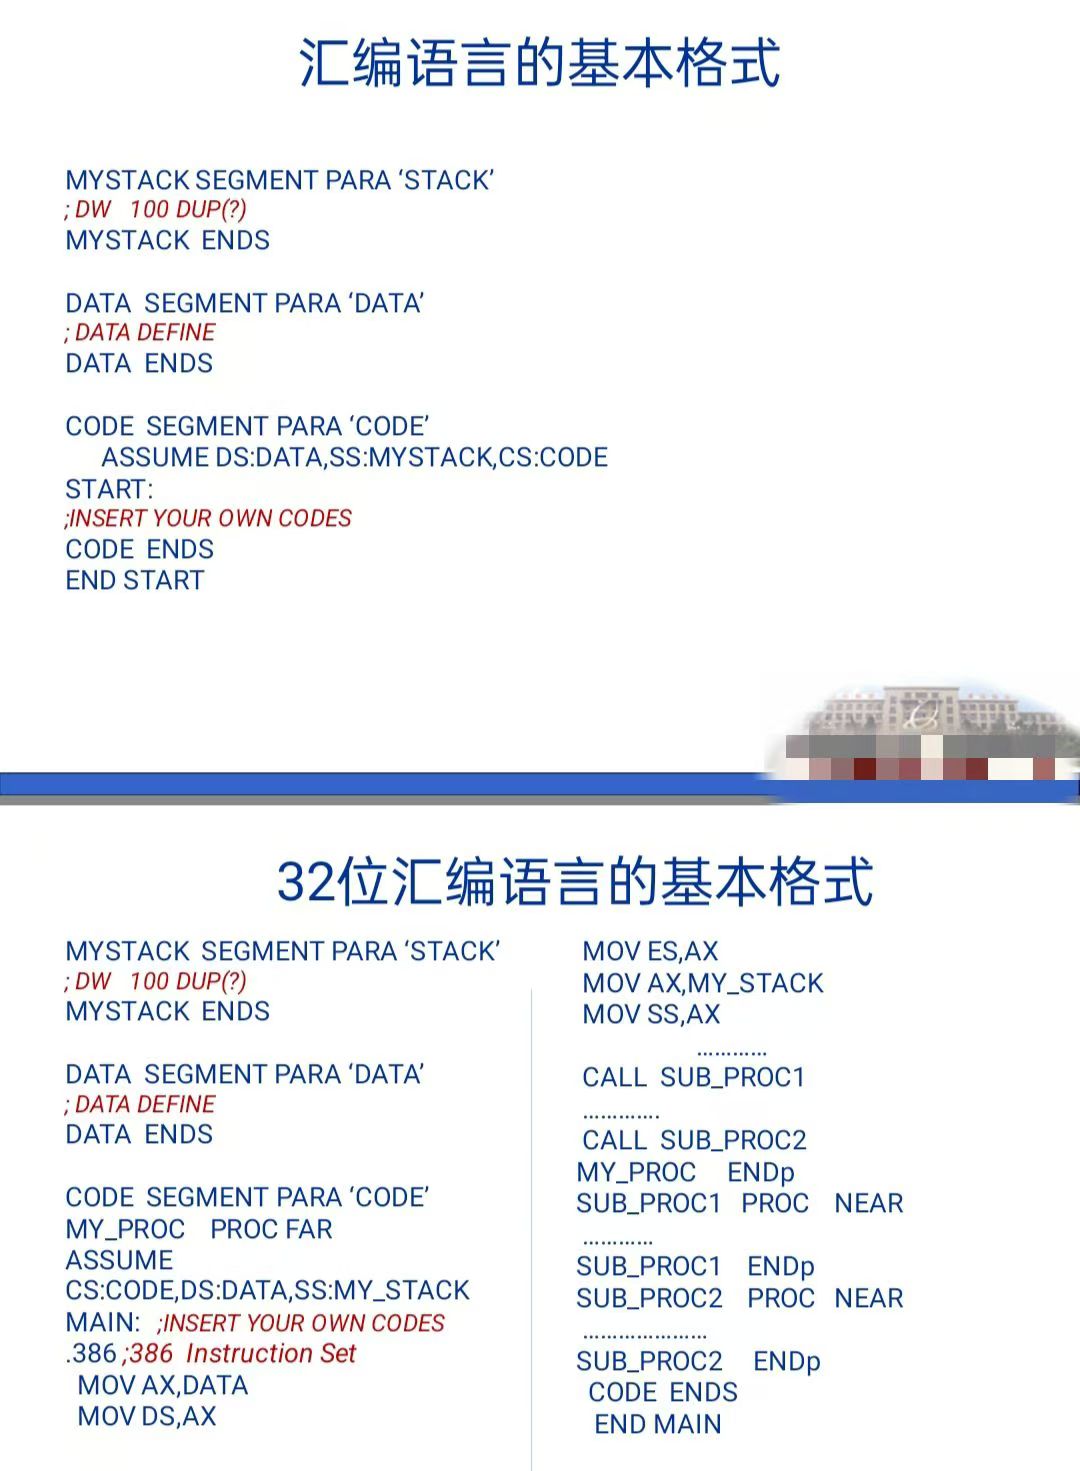 汇编语言的基本格式
MYSTACK SEGMENT PARA ‘STACK’
; DW 100 DUP(?)
MYSTACK ENDS
DATA SEGMENT PARA ‘DATA’
; DATA DEFINE
DATA ENDS
CODE SEGMENT PARA ‘CODE’
ASSUME DS:DATA,SS:MYSTACK,CS:CODE
START:
;INSERT YOUR OWN CODES
CODE ENDS
END START
32位汇编语言的基本格式
MYSTACK SEGMENT PARA ‘STACK’
; DW 100 DUP(?)
MYSTACK ENDS
DATA SEGMENT PARA ‘DATA’
; DATA DEFINE
DATA ENDS
CODE SEGMENT PARA ‘CODE’
MY_PROC PROC FAR
ASSUME
CS:CODE,DS:DATA,SS:MY_STACK
MAIN: ;INSERT YOUR OWN CODES
.386 ;386 Instruction Set
MOV AX,DATA
MOV DS,AX
MOV ES,AX
MOV AX,MY_STACK
MOV SS,AX
…………
CALL SUB_PROC1
………….
CALL SUB_PROC2
MY_PROC ENDp
SUB_PROC1 PROC NEAR
…………
SUB_PROC1 ENDp
SUB_PROC2 PROC NEAR
…………………
SUB_PROC2 ENDp
CODE ENDS
END MAIN